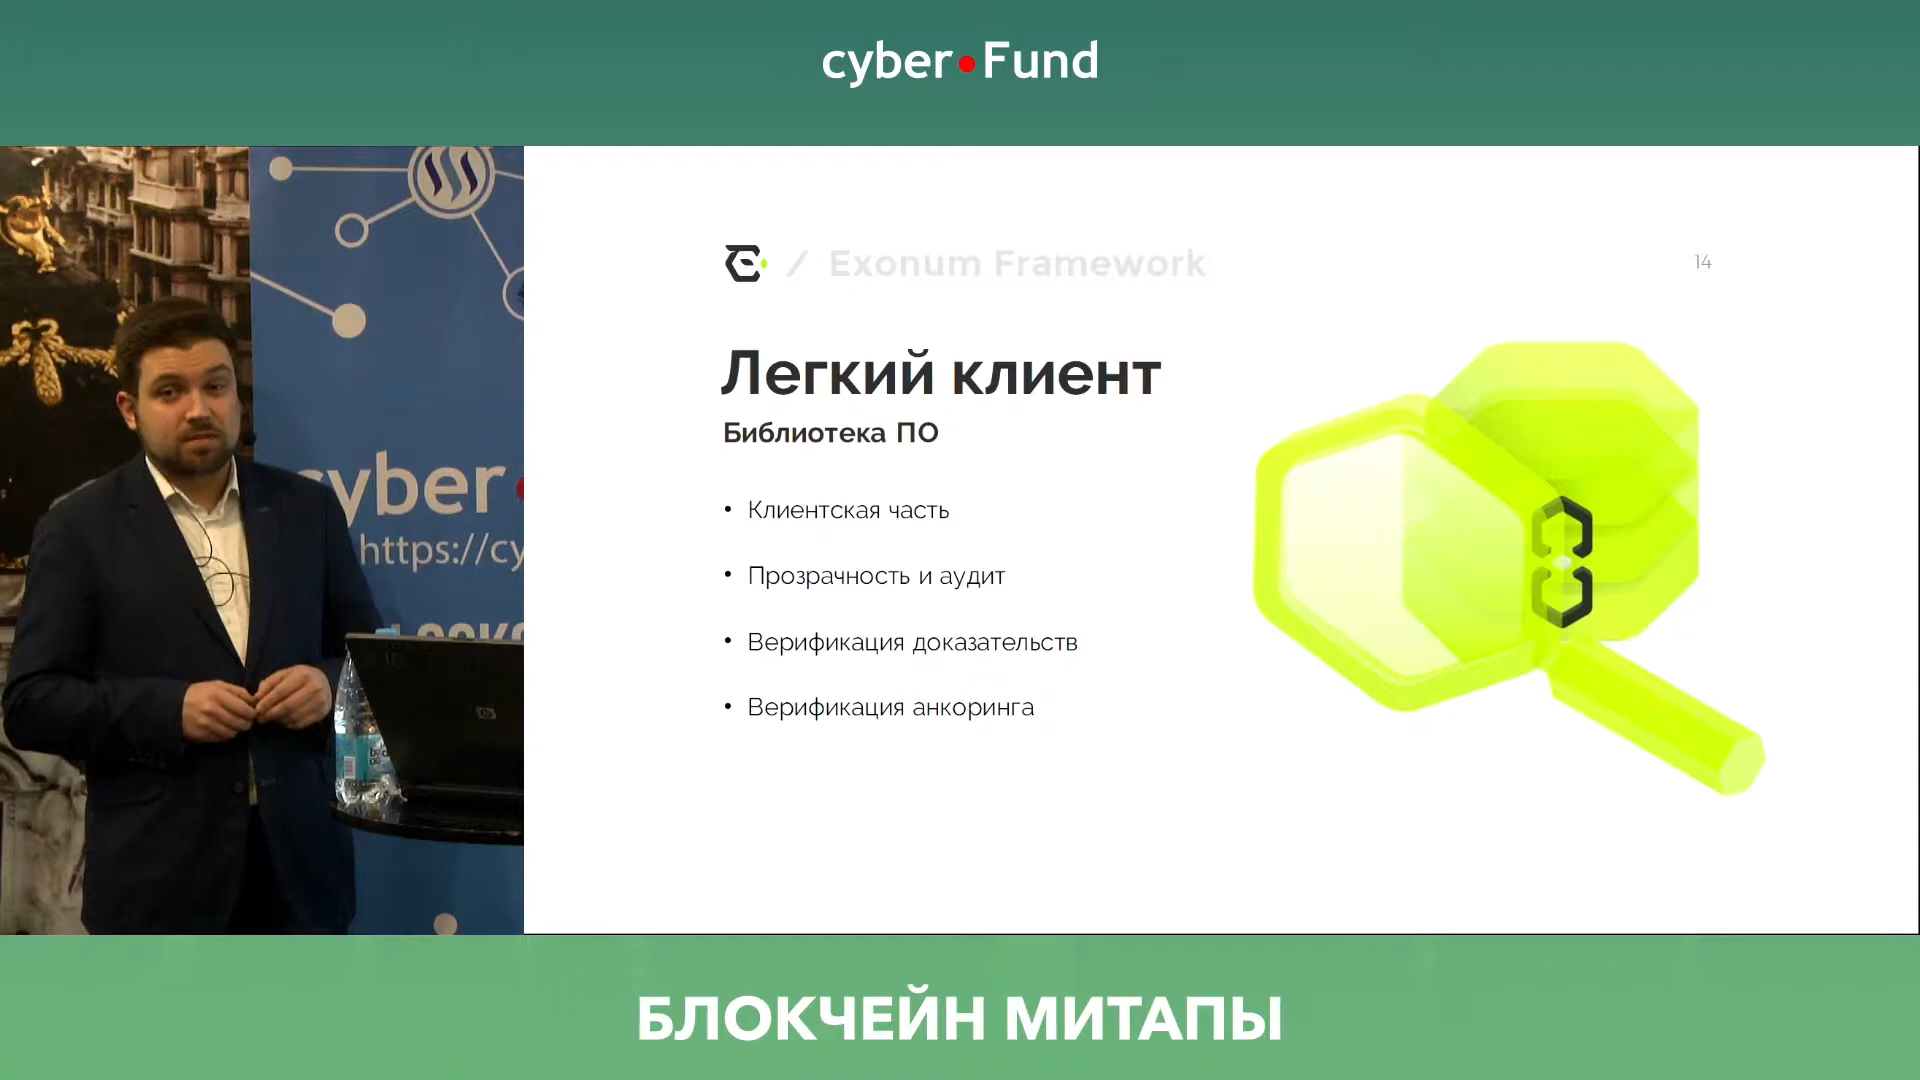 cyber•Fund
cyber
https://cy
/ Exonum Framework
14
Легкий клиент
Библиотека ПО
• Клиентская часть
• Прозрачность и аудит
• Верификация доказательств
• Верификация анкоринга
БЛОКЧЕЙН МИТАПЫ